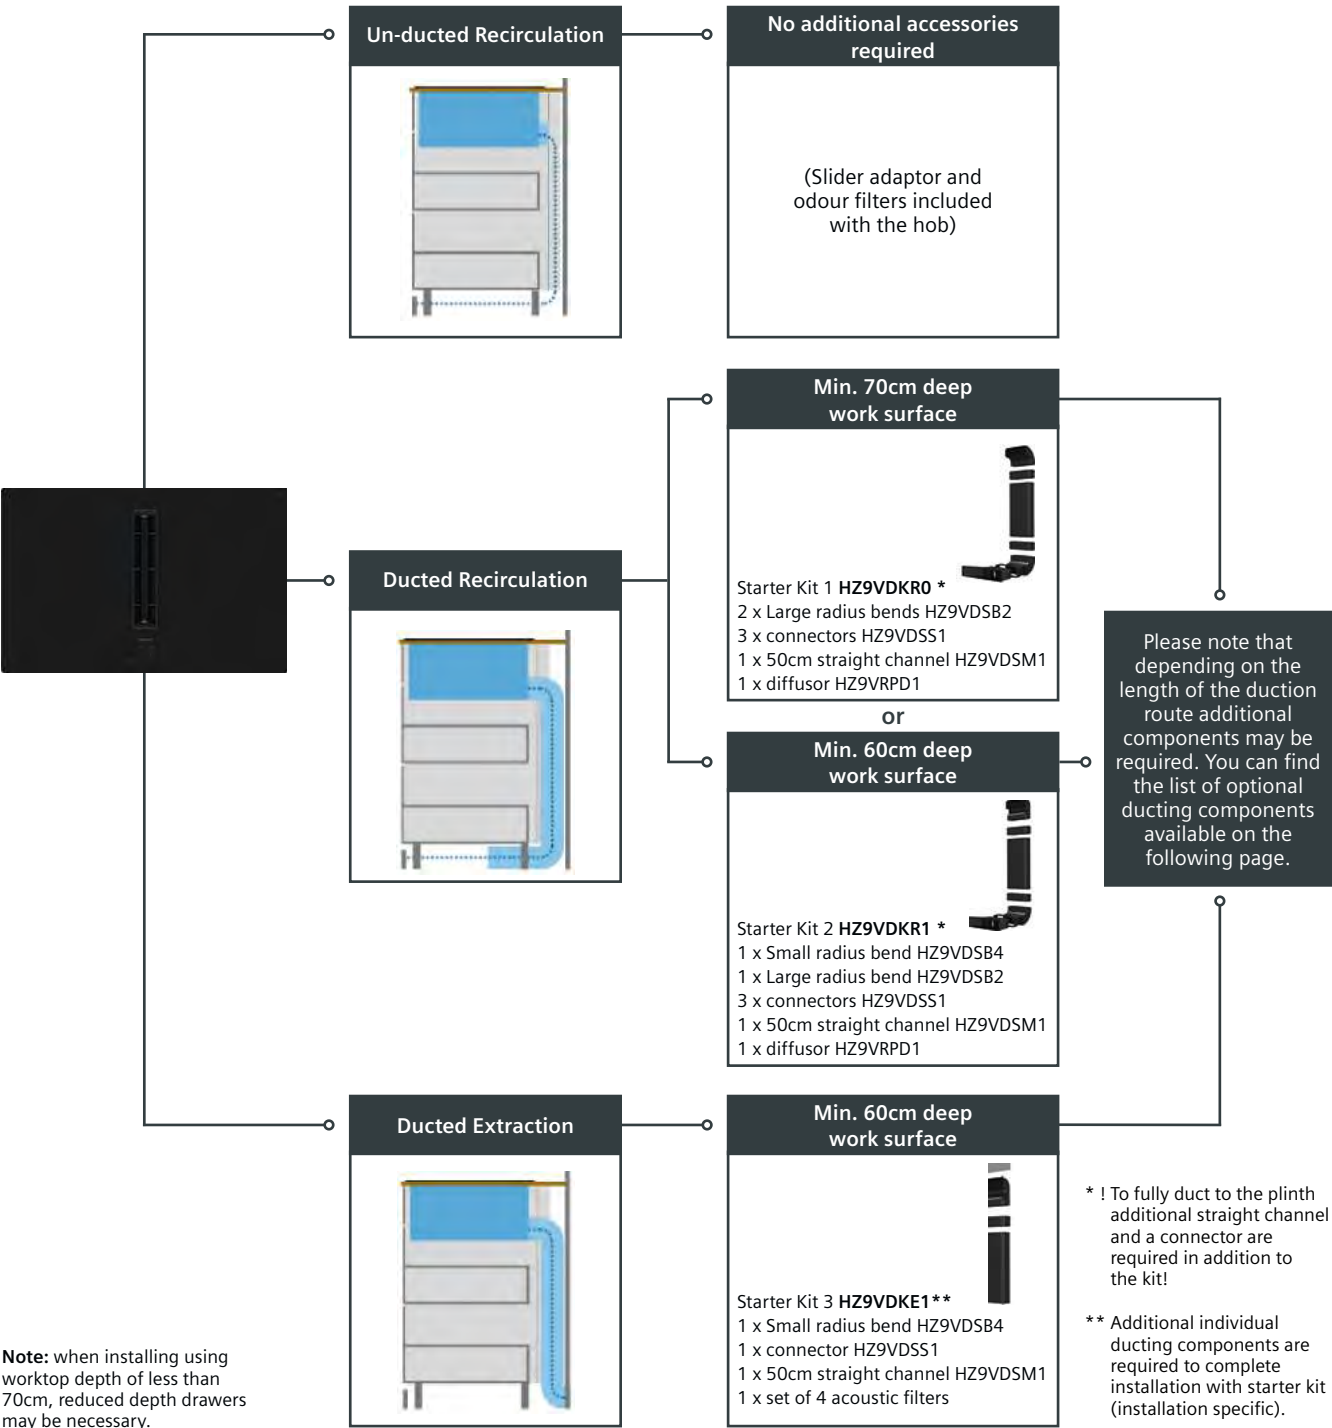 Un-ducted Recirculation
No additional accessories
required
(Slider adaptor and
odour filters included
with the hob)
Ducted Recirculation
Min. 70cm deep
work surface
Starter Kit 1 HZ9VDKR0 *
2 x Large radius bends HZ9VDSB2
3 x connectors HZ9VDSS1
1 x 50cm straight channel HZ9VDSM1
1 x diffusor HZ9VRPD1
or
Min. 60cm deep
work surface
Starter Kit 2 HZ9VDKR1 *
1 x Small radius bend HZ9VDSB4
1 x Large radius bend HZ9VDSB2
3 x connectors HZ9VDSS1
1 x 50cm straight channel HZ9VDSM1
1 x diffusor HZ9VRPD1
Please note that
depending on the
length of the duction
route additional
components may be
required. You can find
the list of optional
ducting components
available on the
following page.
Ducted Extraction
Min. 60cm deep
work surface
Starter Kit 3 HZ9VDKE1**
1 x Small radius bend HZ9VDSB4
1 x connector HZ9VDSS1
1 x 50cm straight channel HZ9VDSM1
1 x set of 4 acoustic filters
* ! To fully duct to the plinth
additional straight channel
and a connector are
required in addition to
the kit!
** Additional individual
ducting components are
required to complete
installation with starter kit
(installation specific).
Note: when installing using
worktop depth of less than
70cm, reduced depth drawers
may be necessary.